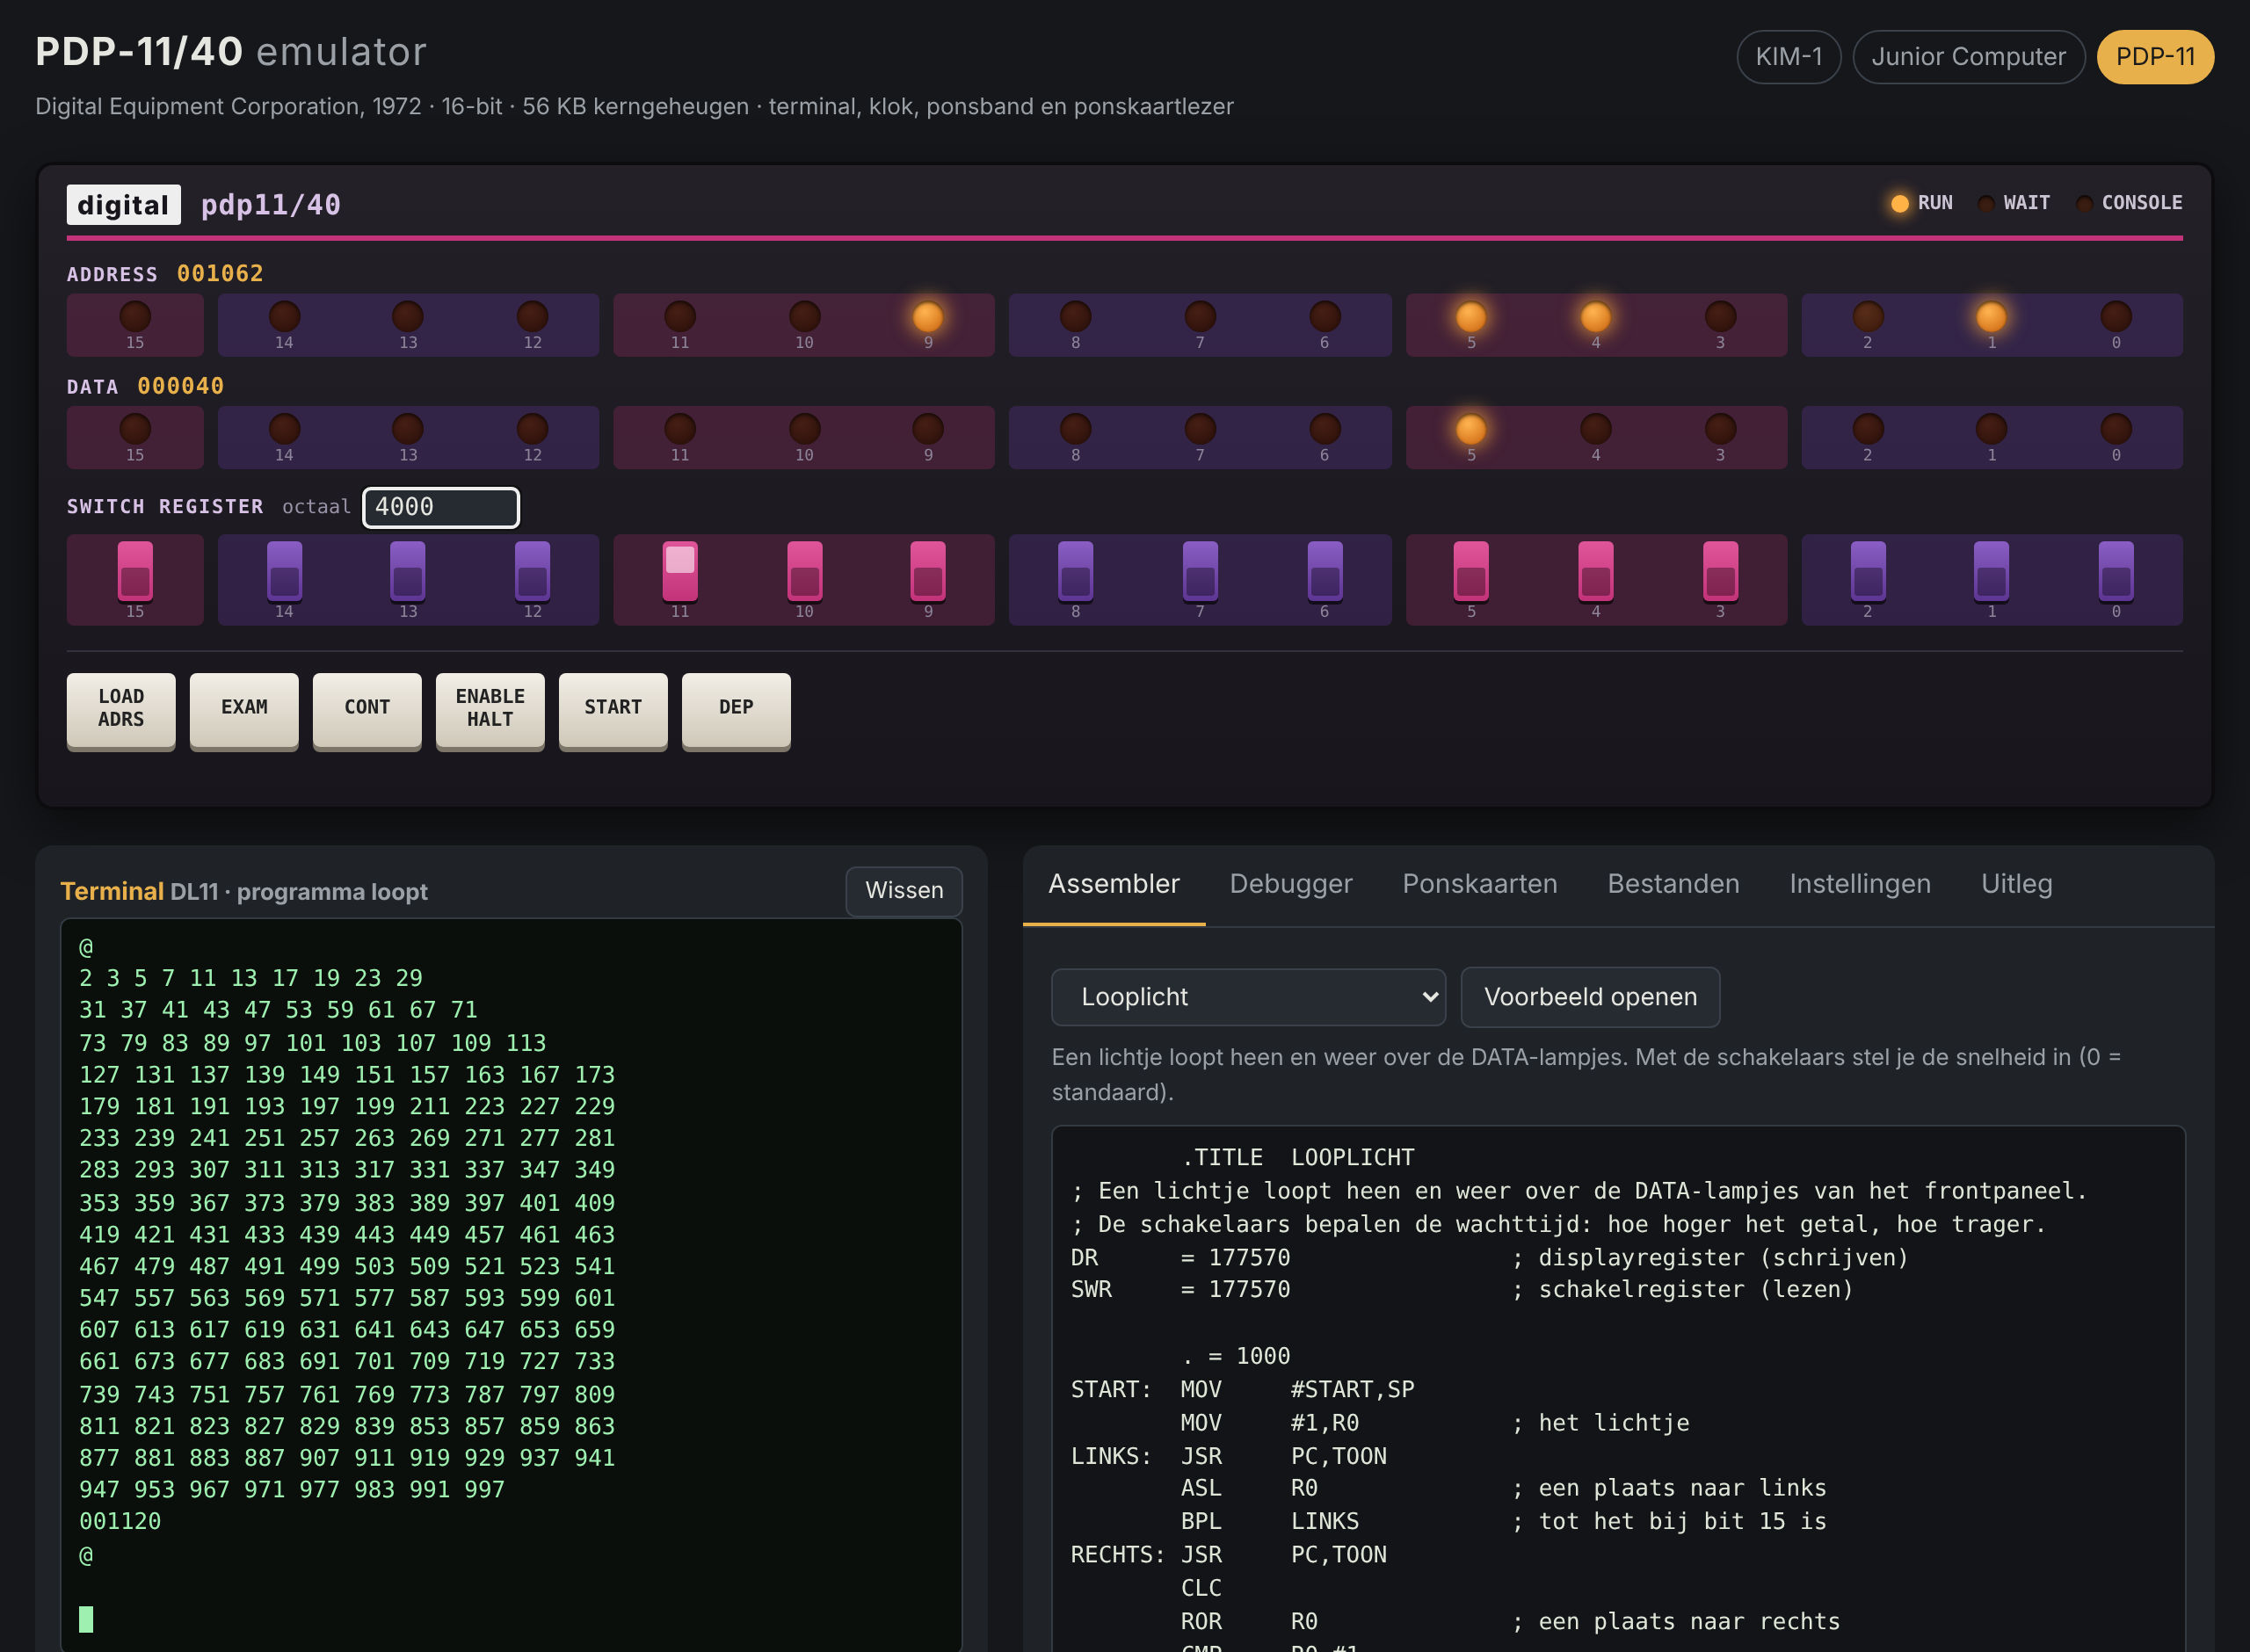 PDP-11/40 emulator
KIM-1 Junior Computer PDP-11
Digital Equipment Corporation, 1972 · 16-bit · 56 KB kerngeheugen · terminal, klok, ponsband en ponskaartlezer
digital pdp11/40
RUN WAIT CONSOLE
ADDRESS 001062
15 14 13 12 11 10 9 8 7 6 5 4 3 2 1 0
DATA 000040
15 14 13 12 11 10 9 8 7 6 5 4 3 2 1 0
SWITCH REGISTER octaal 4000
15 14 13 12 11 10 9 8 7 6 5 4 3 2 1 0
LOAD ADRS
EXAM
CONT
ENABLE HALT
START
DEP
Terminal DL11 · programma loopt
Wissen
@
2 3 5 7 11 13 17 19 23 29
31 37 41 43 47 53 59 61 67 71
73 79 83 89 97 101 103 107 109 113
127 131 137 139 149 151 157 163 167 173
179 181 191 193 197 199 211 223 227 229
233 239 241 251 257 263 269 271 277 281
283 293 307 311 313 317 331 337 347 349
353 359 367 373 379 383 389 397 401 409
419 421 431 433 439 443 449 457 461 463
467 479 487 491 499 503 509 521 523 541
547 557 563 569 571 577 587 593 599 601
607 613 617 619 631 641 643 647 653 659
661 673 677 683 691 701 709 719 727 733
739 743 751 757 761 769 773 787 797 809
811 821 823 827 829 839 853 857 859 863
877 881 883 887 907 911 919 929 937 941
947 953 967 971 977 983 991 997
001120
@
Assembler Debugger Ponskaarten Bestanden Instellingen Uitleg
Looplicht
Voorbeeld openen
Een lichtje loopt heen en weer over de DATA-lampjes. Met de schakelaars stel je de snelheid in (0 =
standaard).
.TITLE LOOPLICHT
; Een lichtje loopt heen en weer over de DATA-lampjes van het frontpaneel.
; De schakelaars bepalen de wachttijd: hoe hoger het getal, hoe trager.
DR = 177570 ; displayregister (schrijven)
SWR = 177570 ; schakelregister (lezen)
. = 1000
START: MOV #START,SP
MOV #1,R0 ; het lichtje
LINKS: JSR PC,TOON
ASL R0 ; een plaats naar links
BPL LINKS ; tot het bij bit 15 is
RECHTS: JSR PC,TOON
CLC
ROR R0 ; een plaats naar rechts
CMP R0,#1